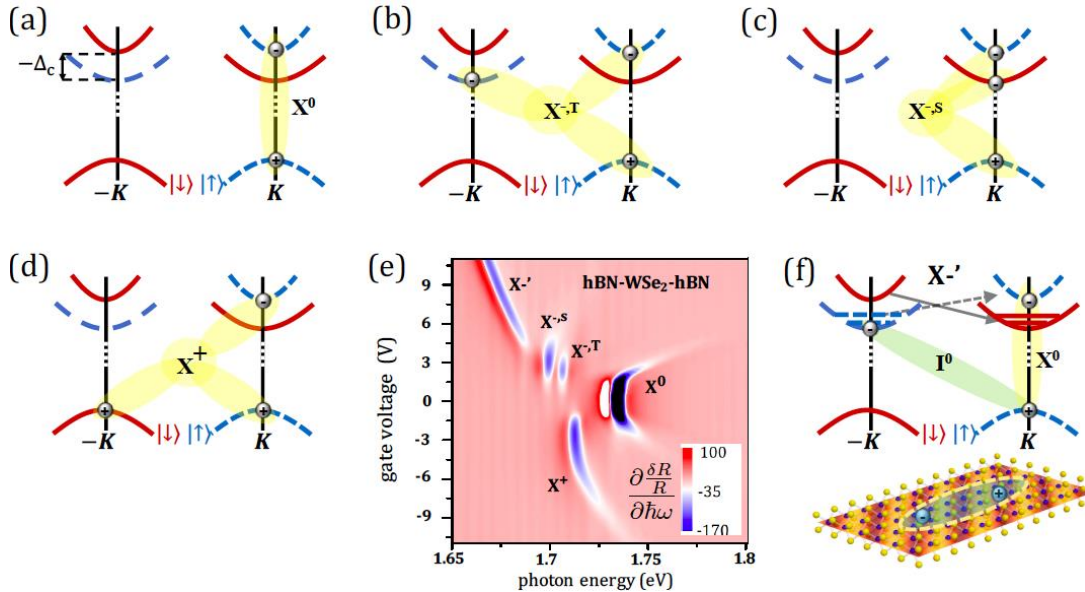 (a)
−Δc
X⁰
−K
|↓⟩ |↑⟩
K
(b)
X⁻,ᵀ
−K
|↓⟩ |↑⟩
K
(c)
X⁻,ˢ
−K
|↓⟩ |↑⟩
K
(d)
X⁺
−K
|↓⟩ |↑⟩
K
(e)
hBN-WSe₂-hBN
X-’
X⁻,ˢ
X⁻,ᵀ
X⁰
X⁺
gate voltage (V)
9
6
3
0
-3
-6
-9
∂ δR/R
∂ħω
100
-35
-170
1.65
1.7
1.75
1.8
photon energy (eV)
(f)
X-’
I⁰
X⁰
−K
|↓⟩ |↑⟩
K